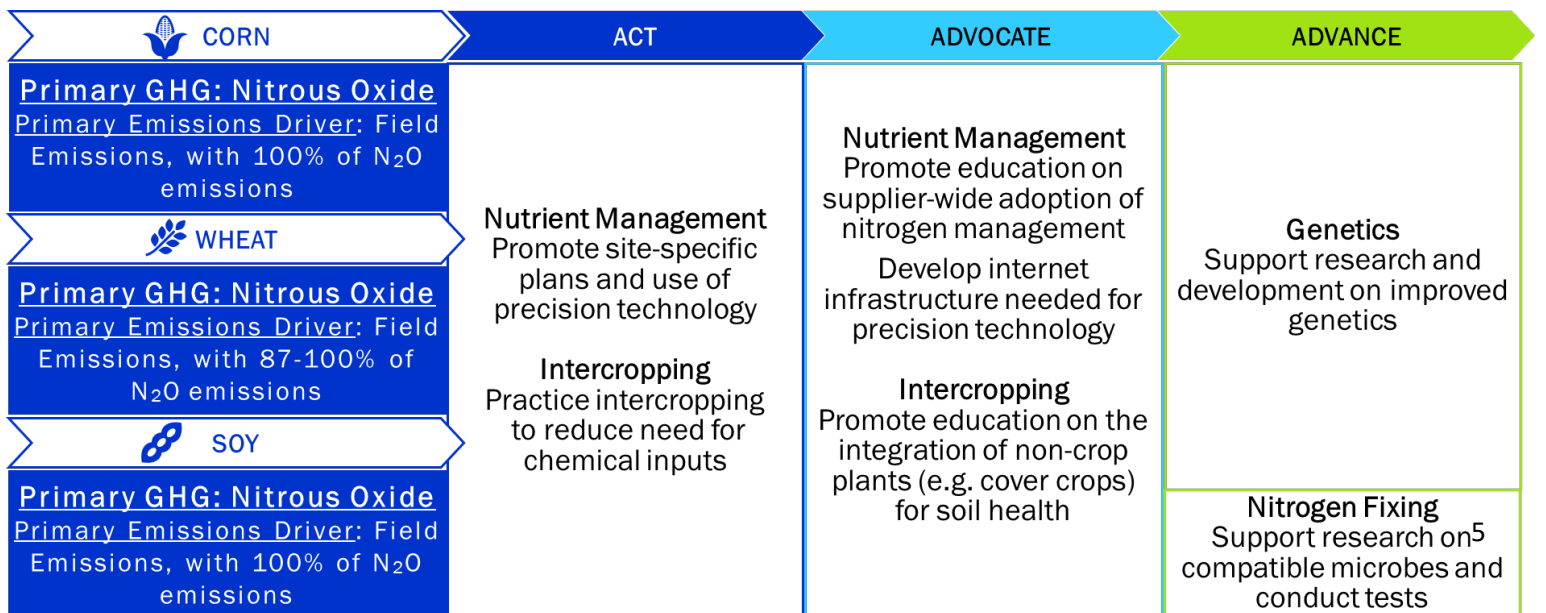 CORN
ACT
ADVOCATE
ADVANCE
Primary GHG: Nitrous Oxide
Primary Emissions Driver: Field
Emissions, with 100% of N₂O
emissions
WHEAT
Primary GHG: Nitrous Oxide
Primary Emissions Driver: Field
Emissions, with 87-100% of
N₂O emissions
SOY
Primary GHG: Nitrous Oxide
Primary Emissions Driver: Field
Emissions, with 100% of N₂O
emissions
Nutrient Management
Promote site-specific
plans and use of
precision technology
Intercropping
Practice intercropping
to reduce need for
chemical inputs
Nutrient Management
Promote education on
supplier-wide adoption of
nitrogen management
Develop internet
infrastructure needed for
precision technology
Intercropping
Promote education on the
integration of non-crop
plants (e.g. cover crops)
for soil health
Genetics
Support research and
development on improved
genetics
Nitrogen Fixing
Support research on5
compatible microbes and
conduct tests